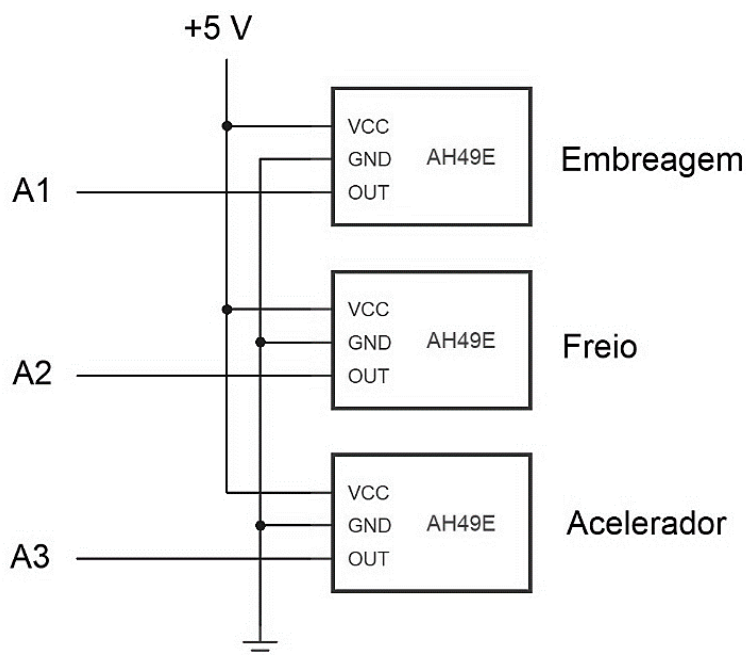 +5 V
VCC
GND AH49E Embreagem
A1 OUT
VCC
GND AH49E Freio
A2 OUT
VCC
GND AH49E Acelerador
A3 OUT